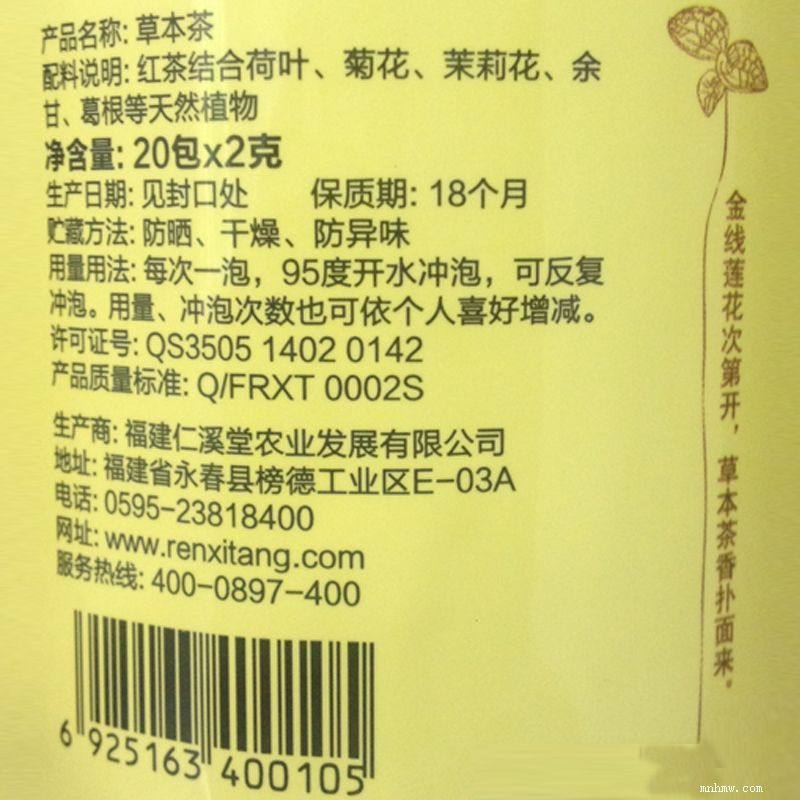 产品名称: 草本茶
配料说明: 红茶结合荷叶、菊花、茉莉花、余
甘、葛根等天然植物
净含量: 20包x2克
生产日期: 见封口处 保质期: 18个月
贮藏方法: 防晒、干燥、防异味
用量用法: 每次一泡，95度开水冲泡，可反复
冲泡。用量、冲泡次数也可依个人喜好增减。
许可证号: QS3505 1402 0142
产品质量标准: Q/FRXT 0002S
生产商: 福建仁溪堂农业发展有限公司
地址: 福建省永春县榜德工业区E-03A
电话: 0595-23818400
网址: www.renxitang.com
服务热线: 400-0897-400
6 925163 400105
金线莲花次第开，草本茶香扑面来。
mnhmw.com